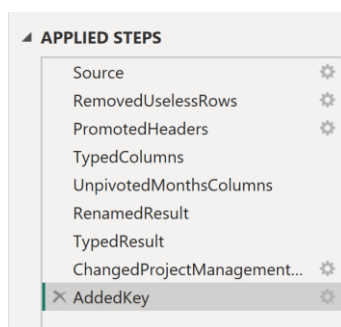 APPLIED STEPS
Source
RemovedUselessRows
PromotedHeaders
TypedColumns
UnpivotedMonthsColumns
RenamedResult
TypedResult
ChangedProjectManagement...
AddedKey